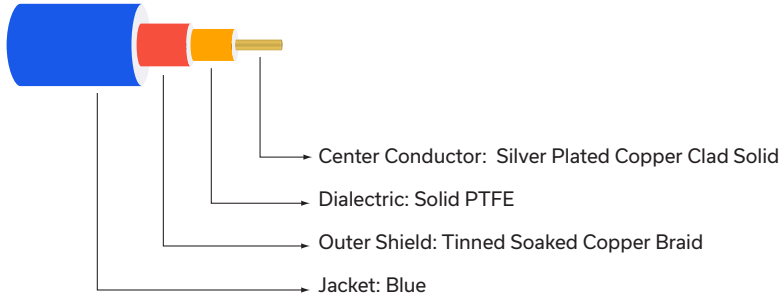 Center Conductor: Silver Plated Copper Clad Solid
Dialectric: Solid PTFE
Outer Shield: Tinned Soaked Copper Braid
Jacket: Blue